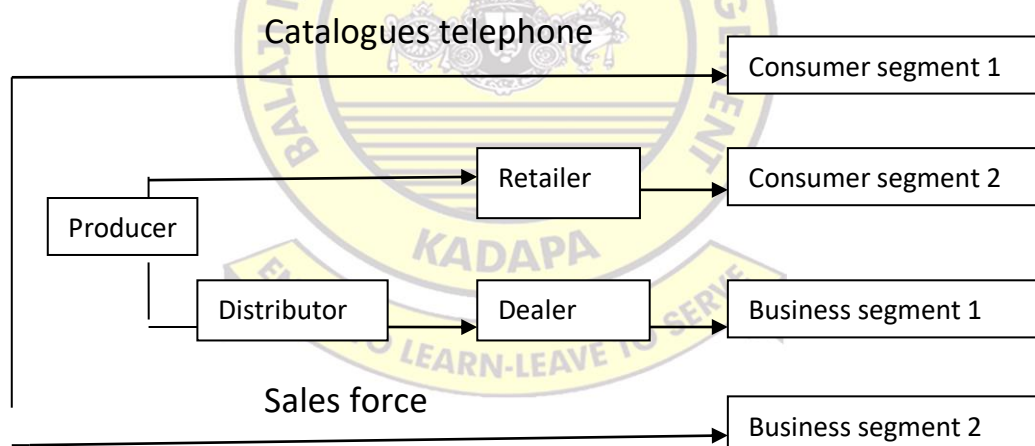 Catalogues telephone
Consumer segment 1
Retailer
Consumer segment 2
Producer
KADAPA
Distributor
Dealer
Business segment 1
LEARN-LEAVE TO SERVE
Sales force
Business segment 2